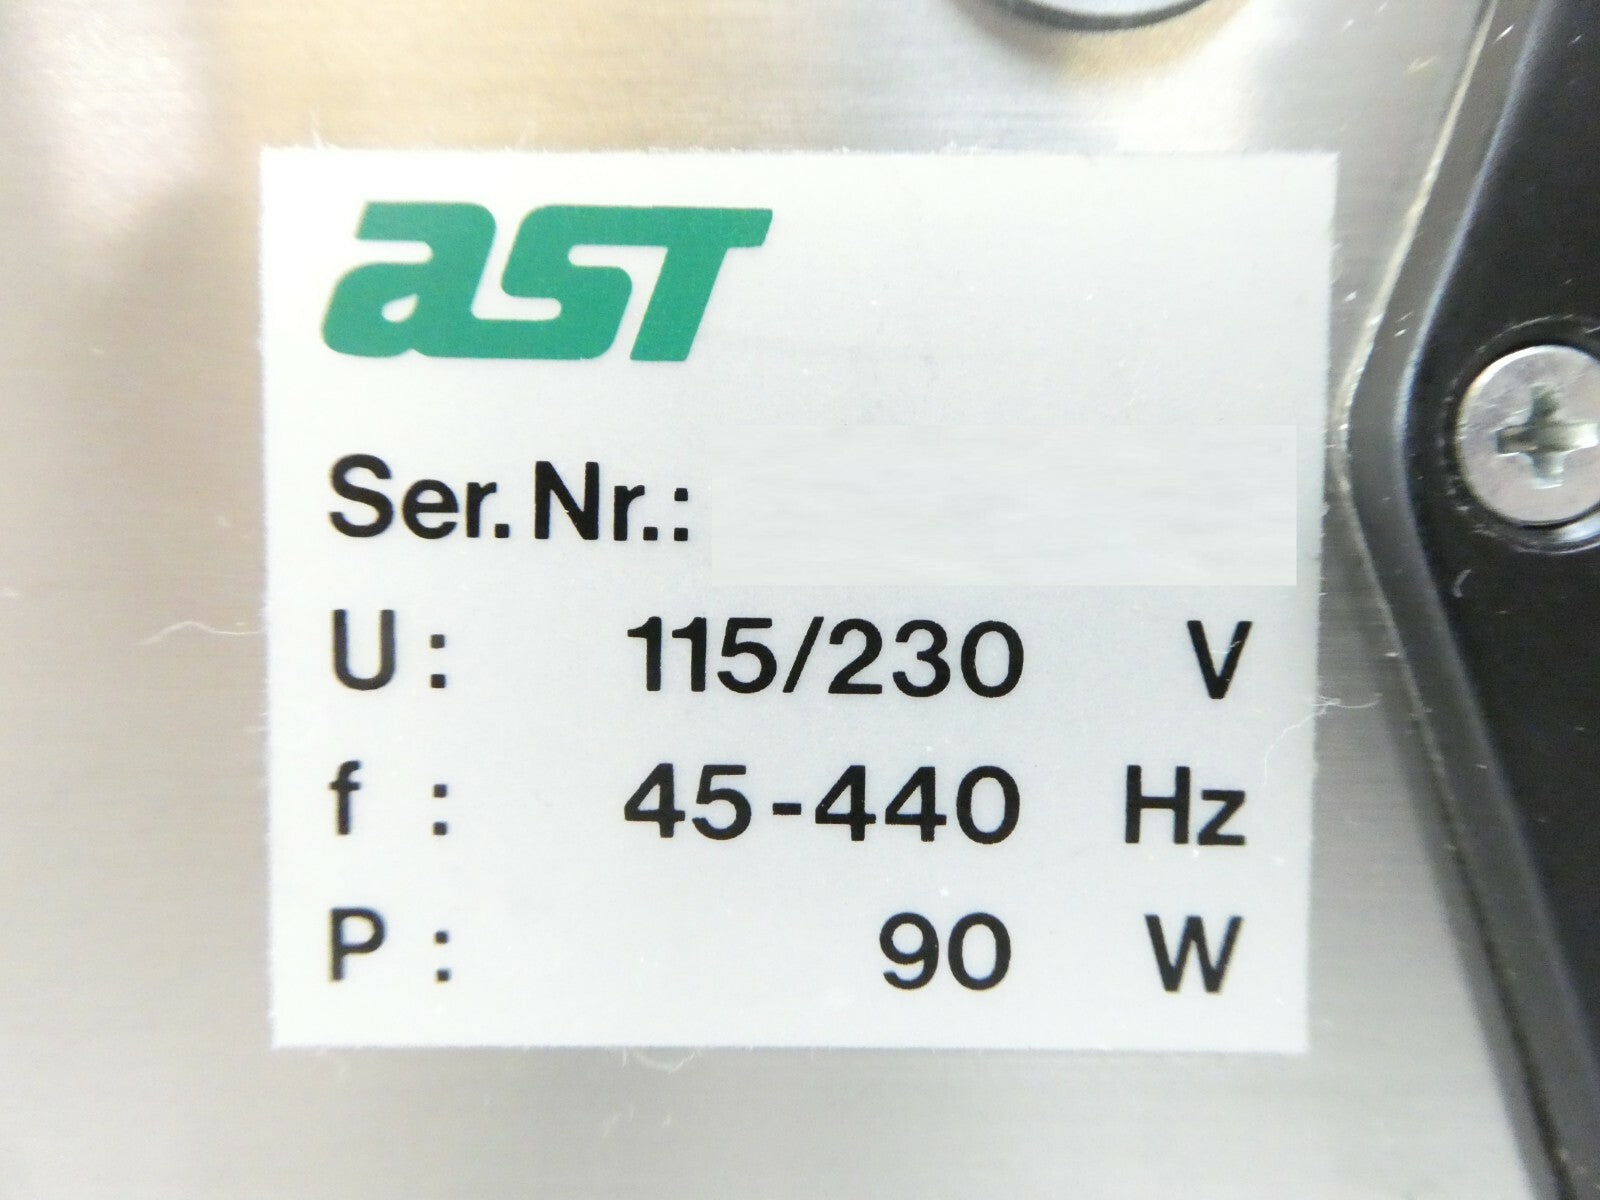 aST
Ser. Nr.:
U: 115/230 V
f: 45-440 Hz
P: 90 W